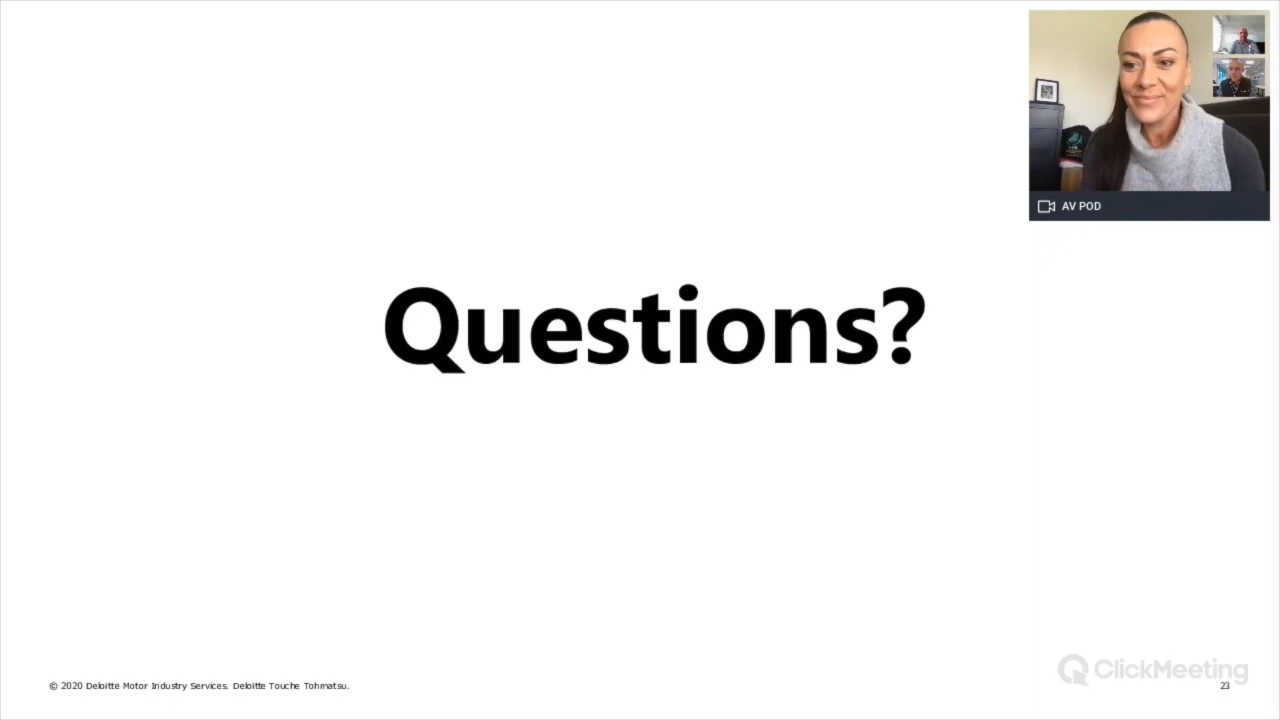 AV POD
Questions?
ClickMeeting
© 2020 Deloitte Motor Industry Services. Deloitte Touche Tohmatsu.
23